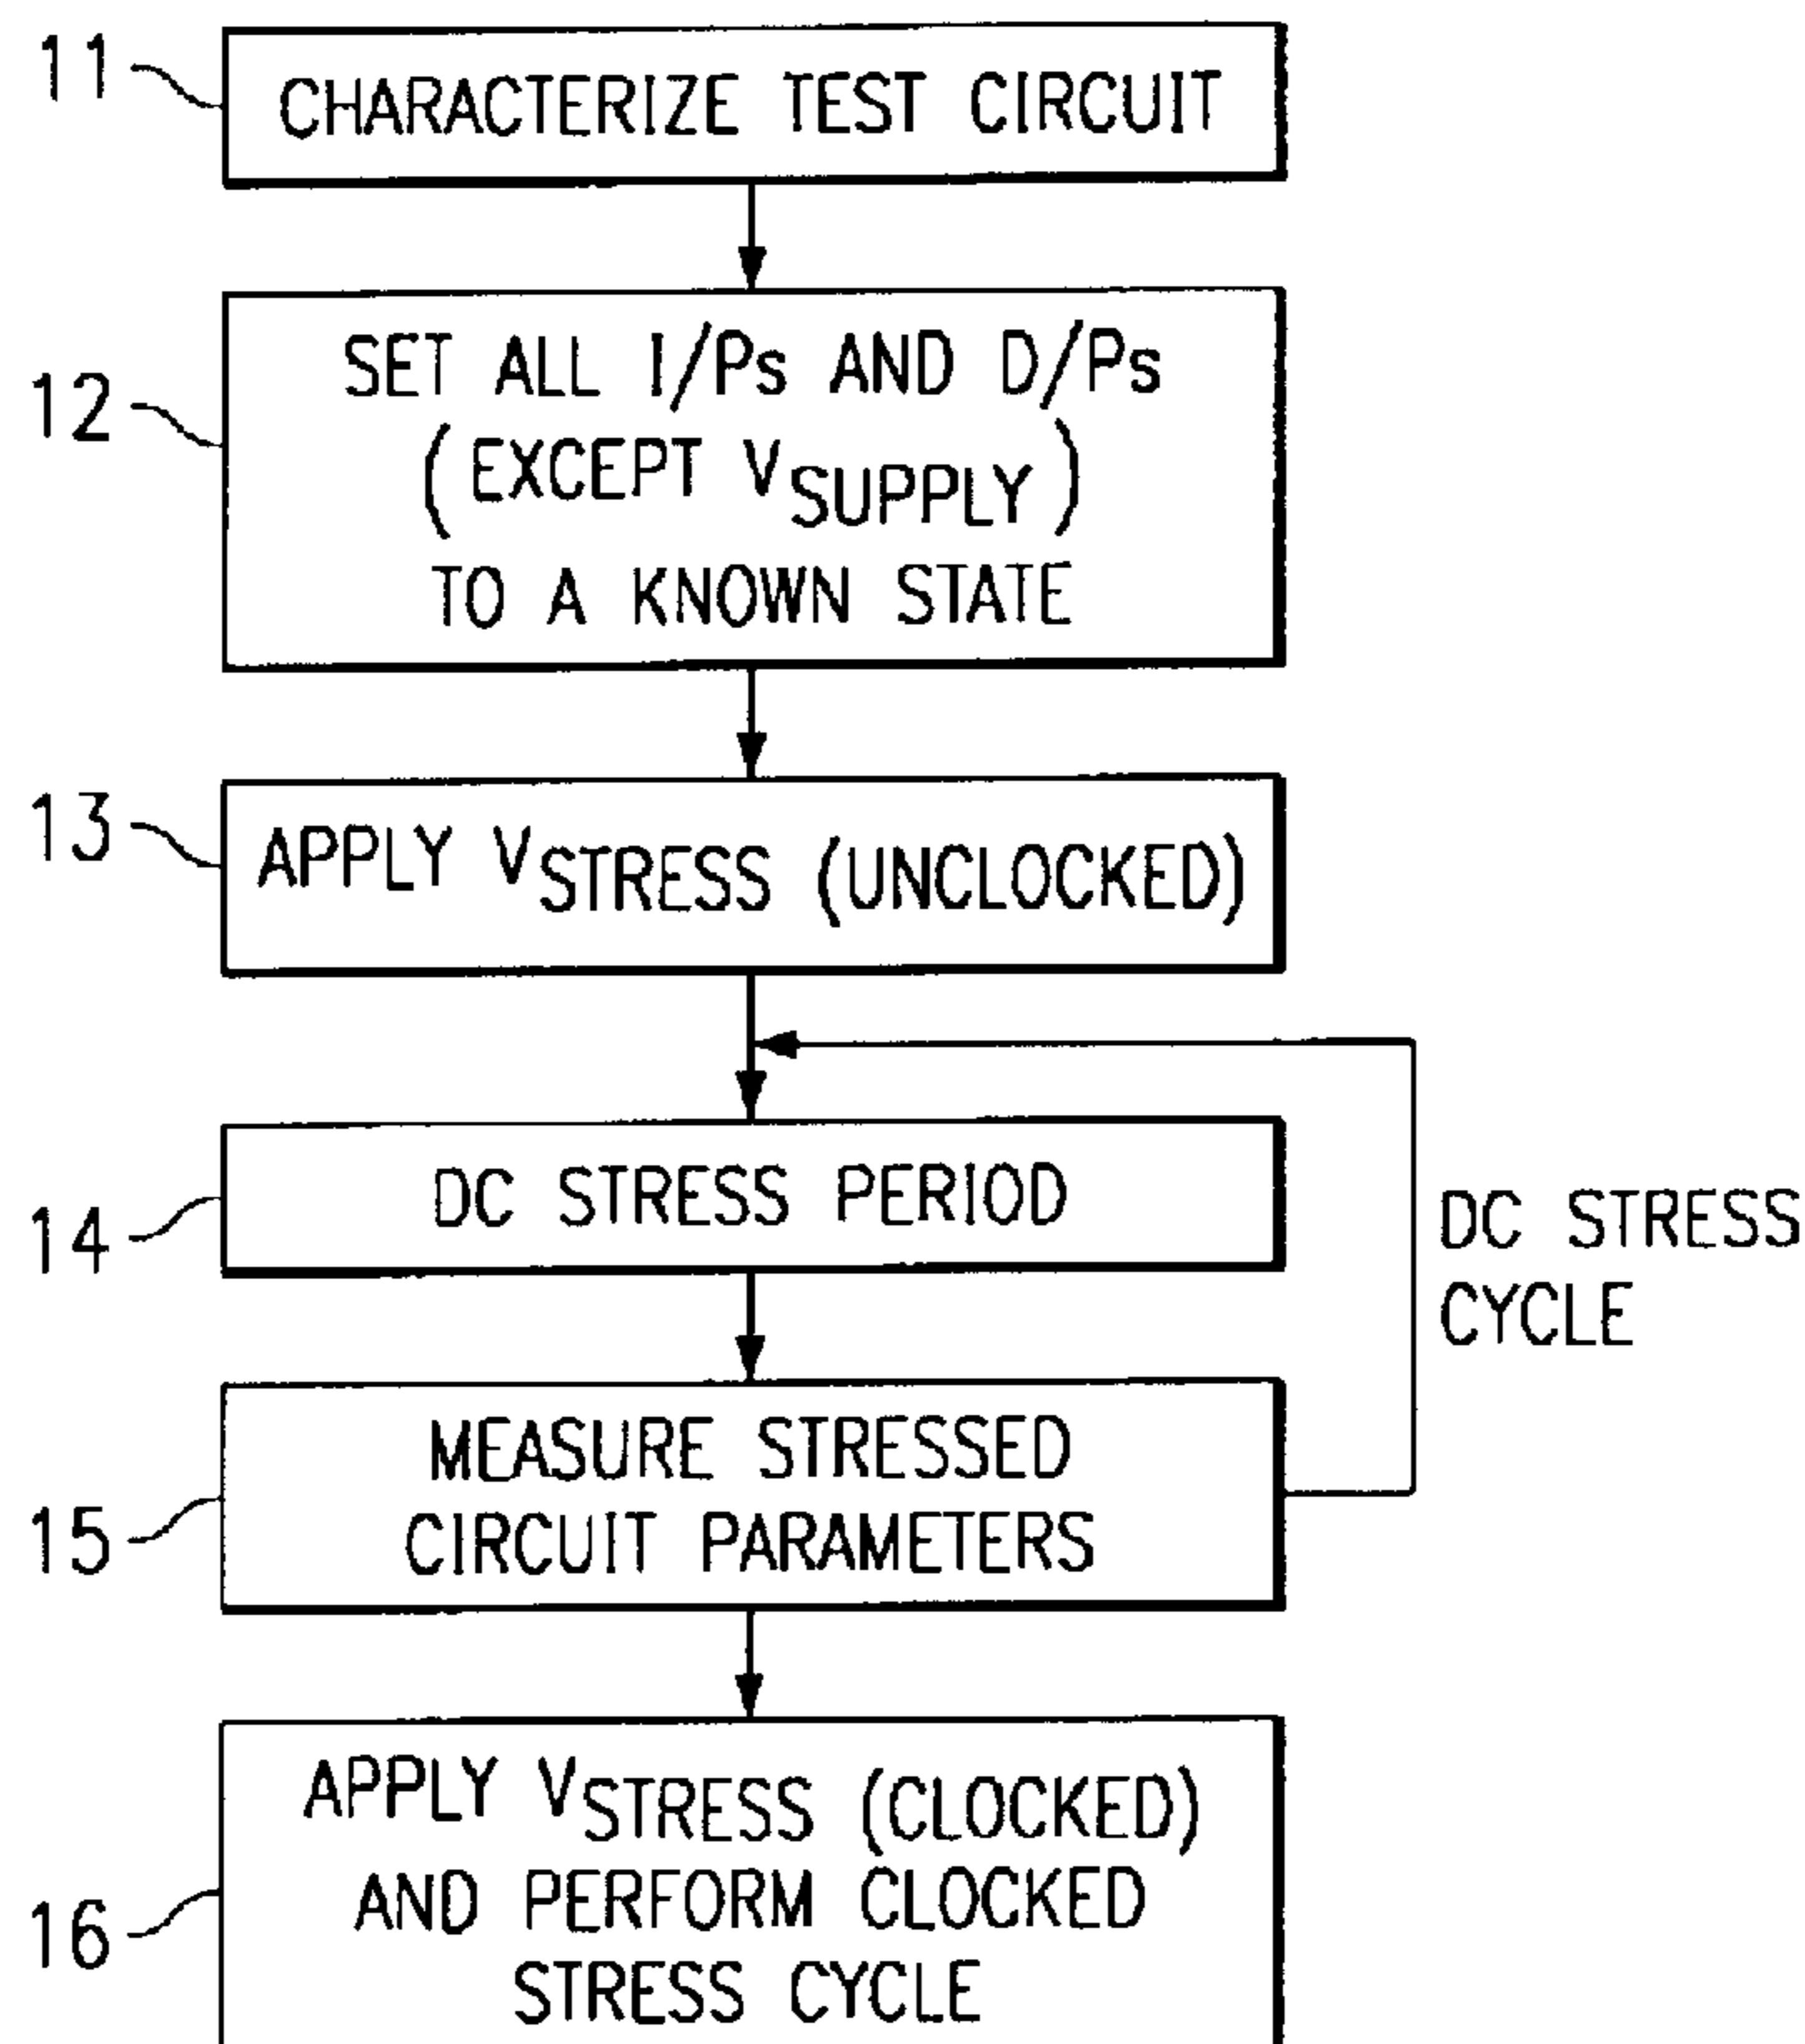 11
CHARACTERIZE TEST CIRCUIT
12
SET ALL I/Ps AND D/Ps
(EXCEPT VSUPPLY)
TO A KNOWN STATE
13
APPLY VSTRESS (UNCLOCKED)
14
DC STRESS PERIOD
DC STRESS
CYCLE
15
MEASURE STRESSED
CIRCUIT PARAMETERS
16
APPLY VSTRESS (CLOCKED)
AND PERFORM CLOCKED
STRESS CYCLE